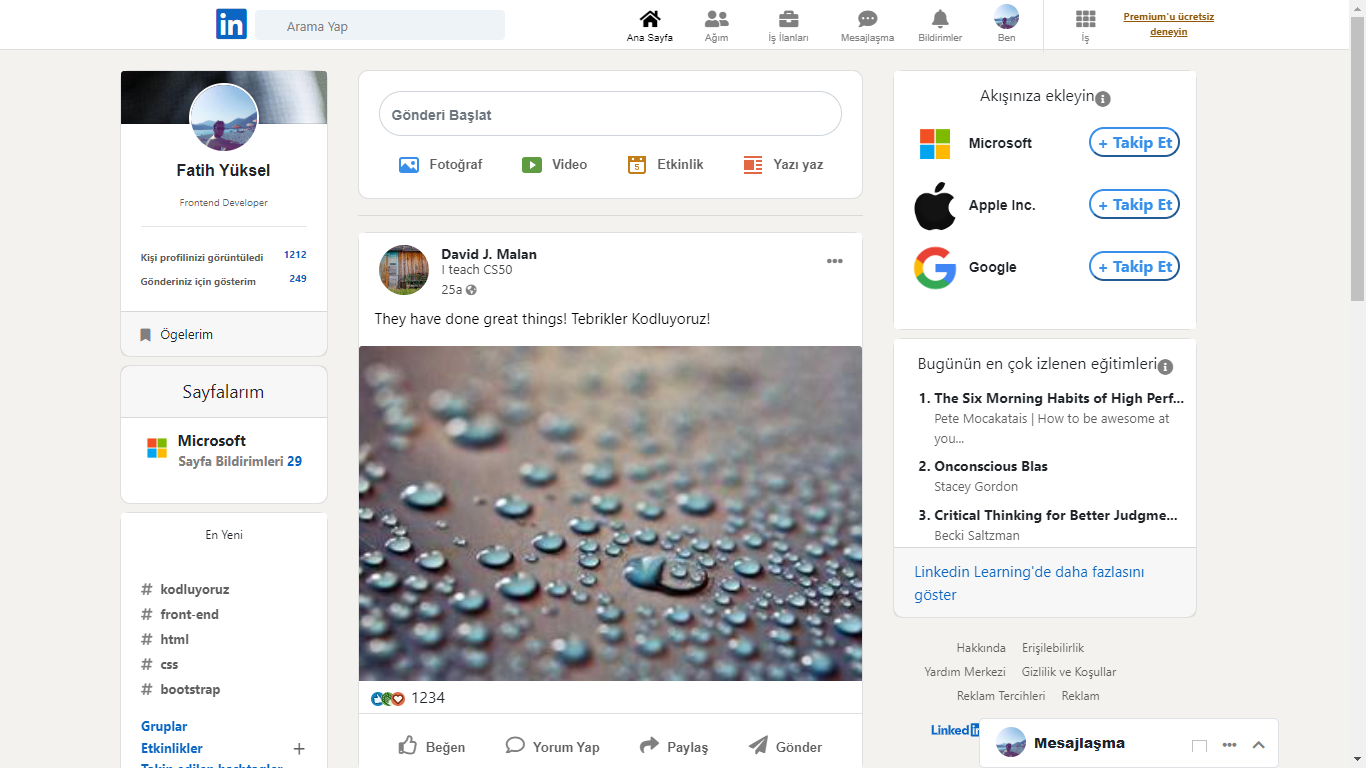 in
Arama Yap
Ana Sayfa
Ağım
İş İlanları
Mesajlaşma
Bildirimler
Ben
İş
Premium'u ücretsiz
deneyin
Fatih Yüksel
Frontend Developer
Kişi profilinizi görüntüledi 1212
Gönderiniz için gösterim 249
Ögelerim
Sayfalarım
Microsoft
Sayfa Bildirimleri 29
En Yeni
# kodluyoruz
# front-end
# html
# css
# bootstrap
Gruplar
Etkinlikler +
Takip edilen hashtagler
Gönderi Başlat
Fotoğraf
Video
5
Etkinlik
Yazı yaz
David J. Malan
I teach CS50
25a
They have done great things! Tebrikler Kodluyoruz!
1234
Beğen
Yorum Yap
Paylaş
Gönder
Akışınıza ekleyin
Microsoft
+ Takip Et
Apple Inc.
+ Takip Et
Google
+ Takip Et
Bugünün en çok izlenen eğitimleri
1. The Six Morning Habits of High Perf...
Pete Mocakatais | How to be awesome at
you...
2. Onconscious Blas
Stacey Gordon
3. Critical Thinking for Better Judgme...
Becki Saltzman
Linkedin Learning'de daha fazlasını
göster
Hakkında Erişilebilirlik
Yardım Merkezi Gizlilik ve Koşullar
Reklam Tercihleri Reklam
Linked
Mesajlaşma